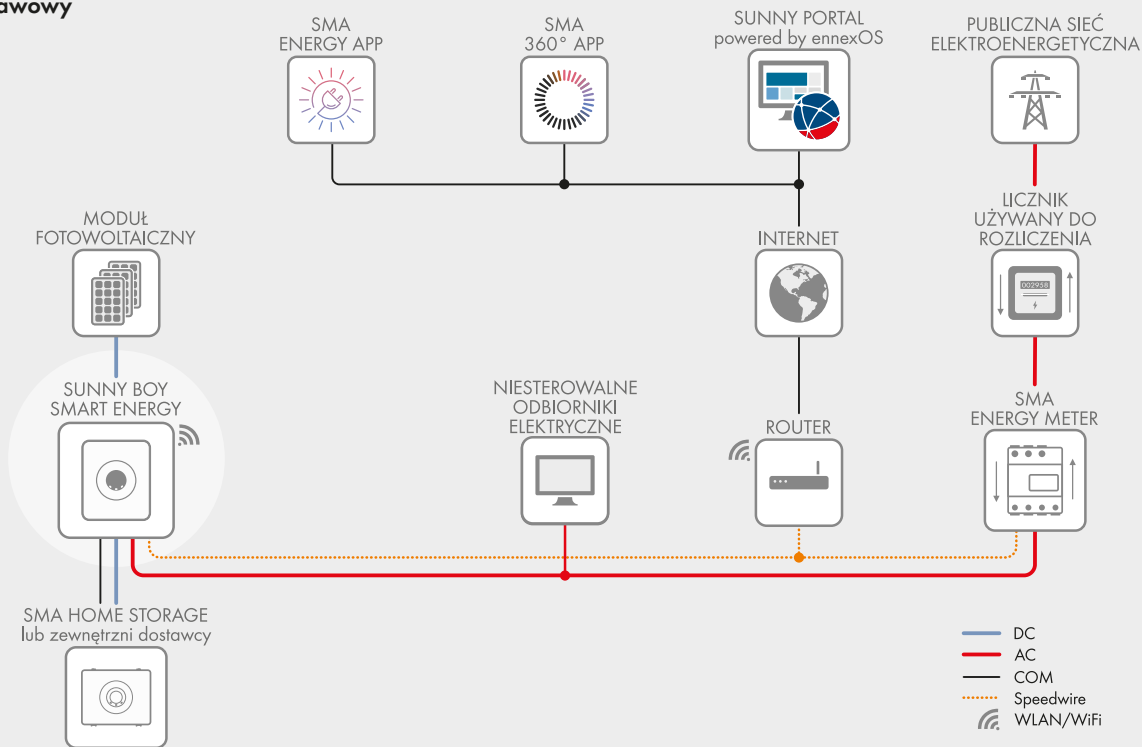 SMA
ENERGY APP
SMA
360° APP
SUNNY PORTAL
powered by ennexOS
PUBLICZNA SIEĆ
ELEKTROENERGETYCZNA
MODUŁ
FOTOWOLTAICZNY
INTERNET
LICZNIK
UŻYWANY DO
ROZLICZENIA
002958
SUNNY BOY
SMART ENERGY
NIESTEROWALNE
ODBIORNIKI
ELEKTRYCZNE
ROUTER
SMA
ENERGY METER
SMA HOME STORAGE
lub zewnętrzni dostawcy
DC
AC
COM
Speedwire
WLAN/WiFi